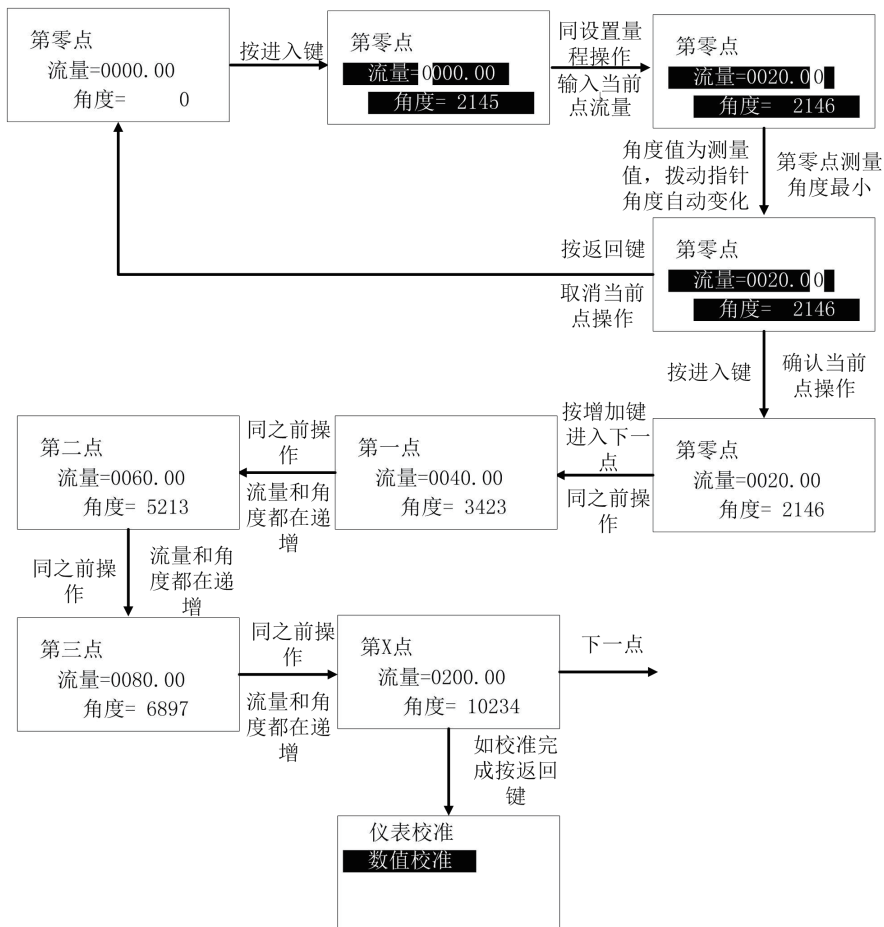 第零点
流量=0000.00
角度= 0
按进入键
第零点
流量=0000.00
角度= 2145
同设置量
程操作
输入当前
点流量
第零点
流量=0020.00
角度= 2146
角度值为测量
值，拨动指针
角度自动变化
第零点测量
角度最小
按返回键
取消当前
点操作
第零点
流量=0020.00
角度= 2146
按进入键
确认当前
点操作
第零点
流量=0020.00
角度= 2146
按增加键
进入下一
点
同之前操
作
第一点
流量=0040.00
角度= 3423
同之前操
作
流量和角
度都在递
增
第二点
流量=0060.00
角度= 5213
同之前操
作
流量和角
度都在递
增
第三点
流量=0080.00
角度= 6897
同之前操
作
流量和角
度都在递
增
第X点
流量=0200.00
角度= 10234
下一点
如校准完
成按返回
键
仪表校准
数值校准